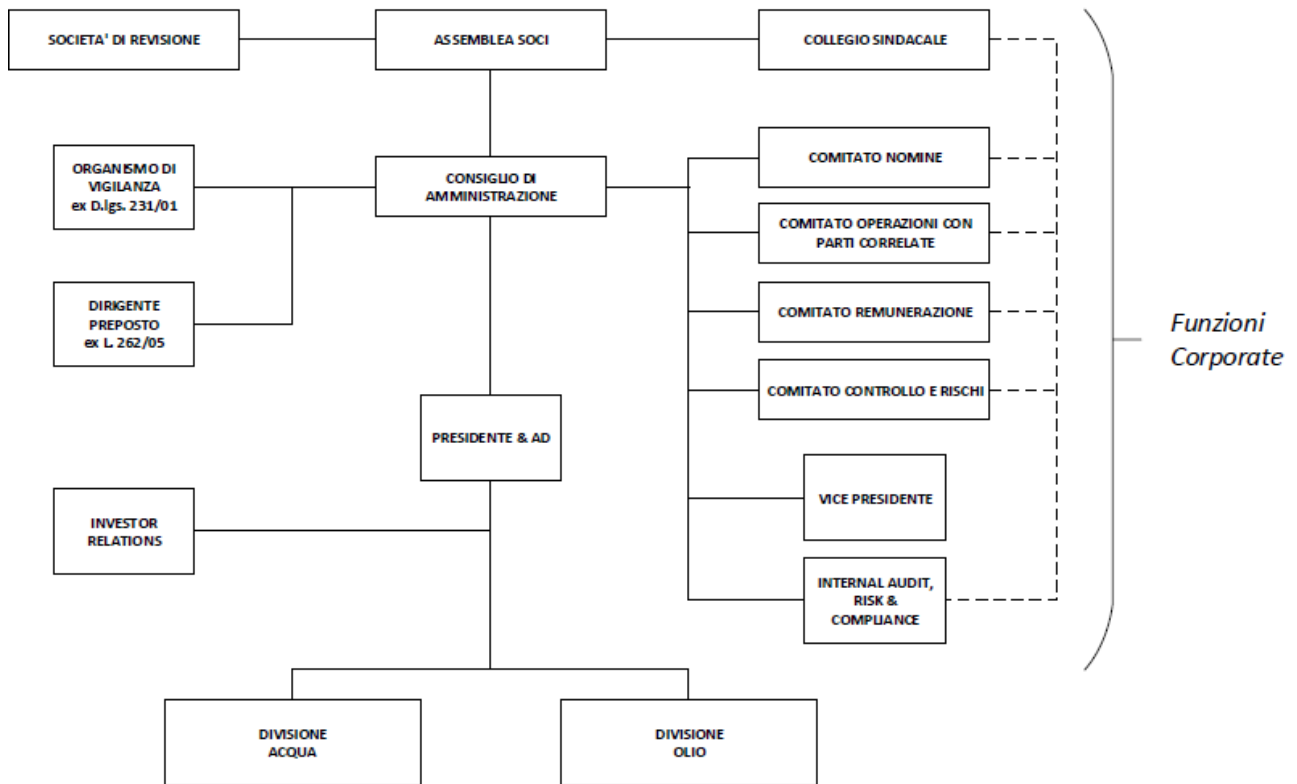 SOCIETA' DI REVISIONE
ASSEMBLEA SOCI
COLLEGIO SINDACALE
ORGANISMO DI
VIGILANZA
ex D.lgs. 231/01
CONSIGLIO DI
AMMINISTRAZIONE
COMITATO NOMINE
COMITATO OPERAZIONI CON
PARTI CORRELATE
DIRIGENTE
PREPOSTO
ex L. 262/05
COMITATO REMUNERAZIONE
Funzioni
Corporate
COMITATO CONTROLLO E RISCHI
PRESIDENTE & AD
VICE PRESIDENTE
INVESTOR
RELATIONS
INTERNAL AUDIT,
RISK &
COMPLIANCE
DIVISIONE
ACQUA
DIVISIONE
OLIO